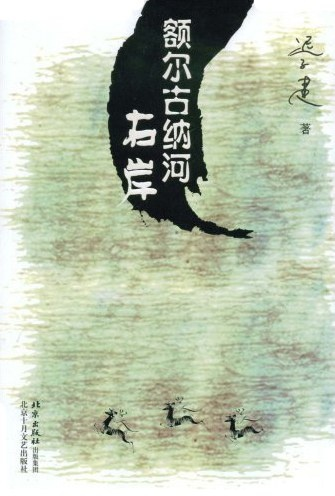 额尔古纳河
右岸
迟子建
著
北京出版社
出版集团
北京十月文艺出版社